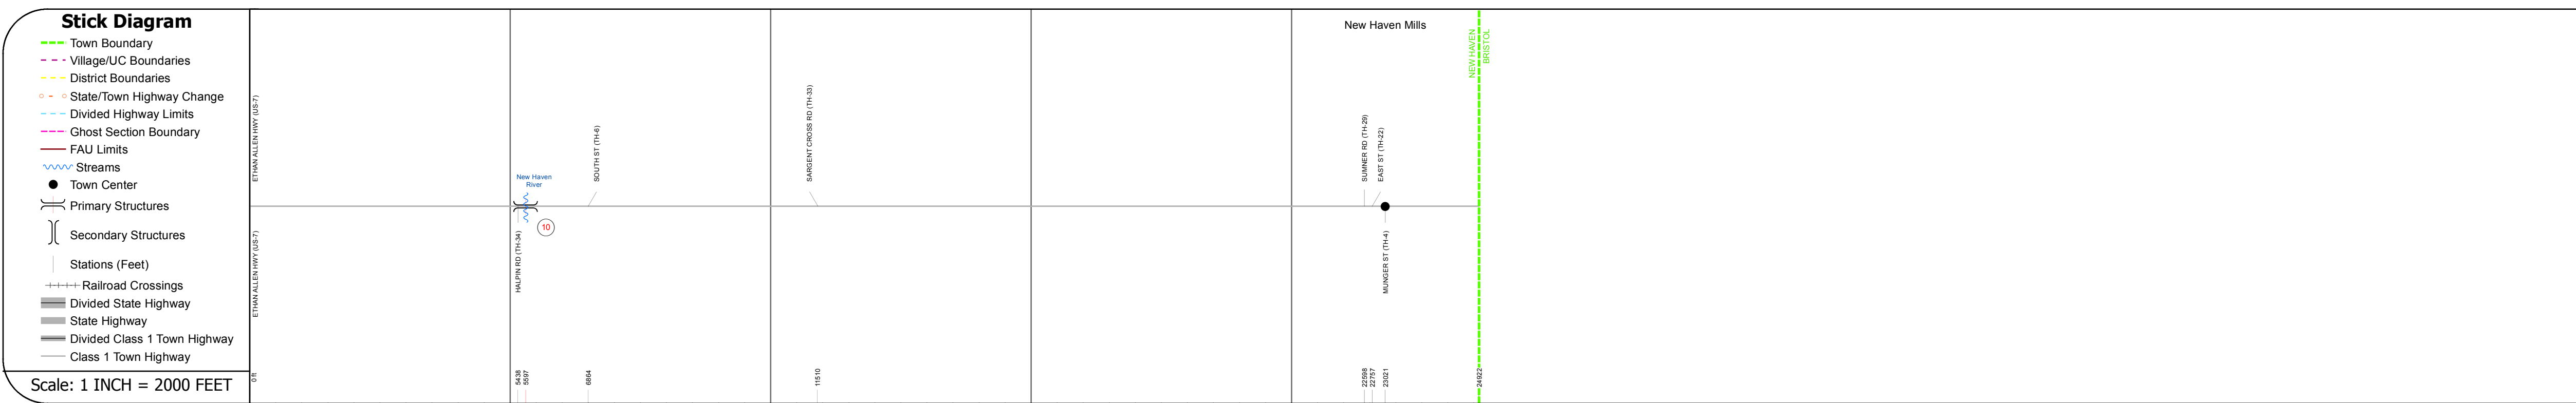 Stick Diagram
Town Boundary
Village/UC Boundaries
District Boundaries
State/Town Highway Change
Divided Highway Limits
Ghost Section Boundary
FAU Limits
Streams
Town Center
Primary Structures
Secondary Structures
Stations (Feet)
Railroad Crossings
Divided State Highway
State Highway
Divided Class 1 Town Highway
Class 1 Town Highway
Scale: 1 INCH = 2000 FEET
ETHAN ALLEN HWY (US-7)
ETHAN ALLEN HWY (US-7)
0 ft
New Haven
River
10
HALPIN RD (TH-34)
5438
5597
SOUTH ST (TH-6)
6864
SARGENT CROSS RD (TH-33)
11510
New Haven Mills
SUMNER RD (TH-29)
EAST ST (TH-22)
MUNGER ST (TH-4)
22598
22757
23021
NEW HAVEN
BRISTOL
24922